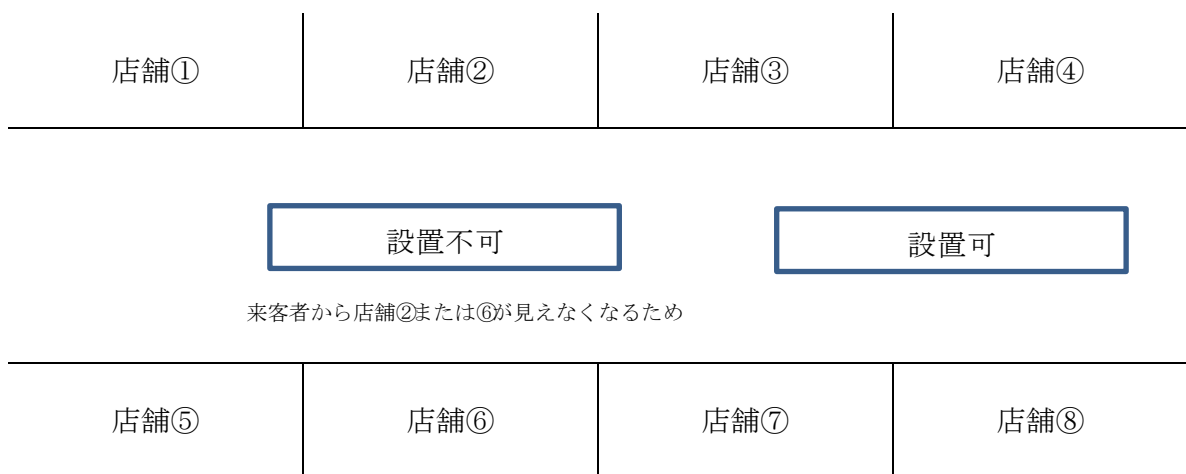 店舗①
店舗②
店舗③
店舗④
設置不可
設置可
来客者から店舗②または⑥が見えなくなるため
店舗⑤
店舗⑥
店舗⑦
店舗⑧